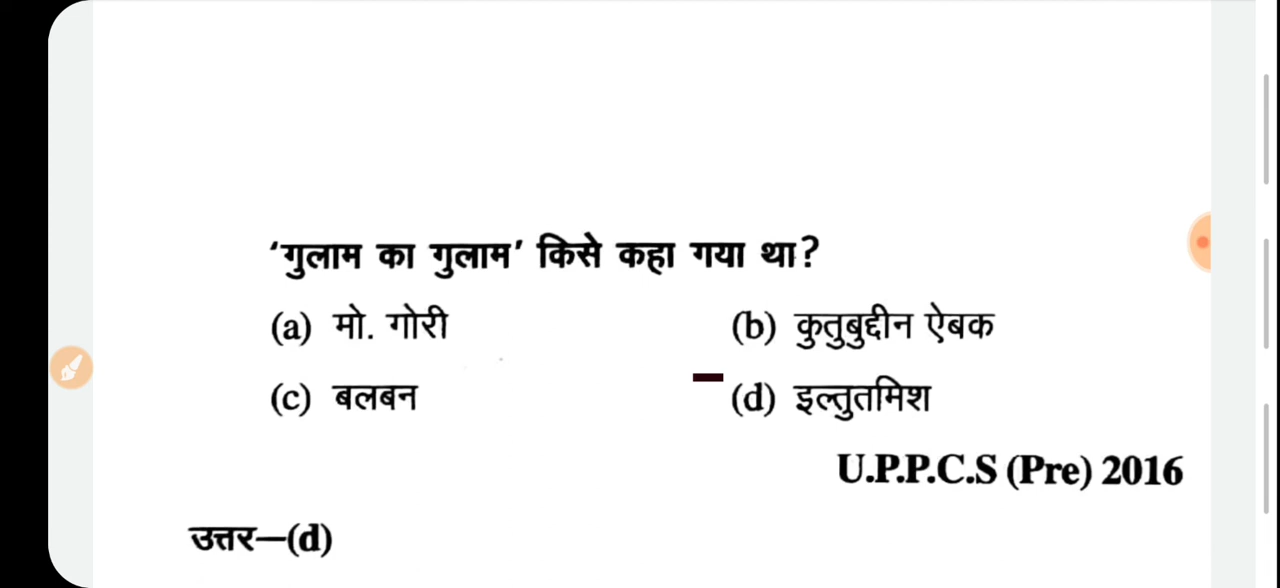 ‘गुलाम का गुलाम’ किसे कहा गया था?
(a) मो. गोरी (b) कुतुबुद्दीन ऐबक
(c) बलबन (d) इल्तुतमिश
U.P.P.C.S (Pre) 2016
उत्तर—(d)